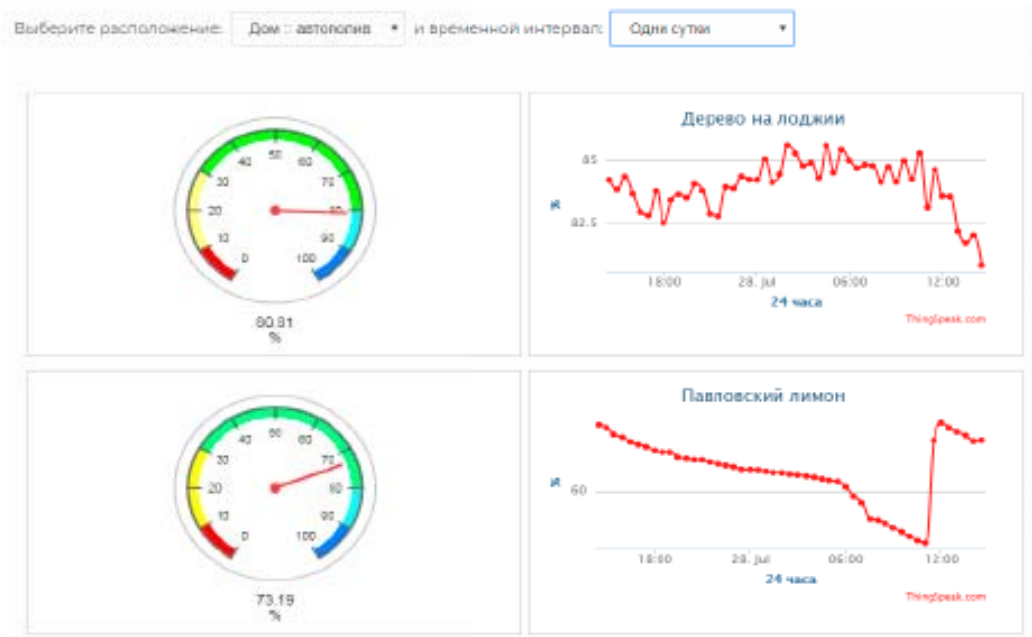 Выберите расположение: Дом :: автополив и временной интервал: Одни сутки
50
40 60
30 70
20 80
10 90
0 100
80.81
%
Дерево на лоджии
85
%
82.5
18:00 28. Jul 06:00 12:00
24 часа
ThingSpeak.com
50
40 60
30 70
20 80
10 90
0 100
73.19
%
Павловский лимон
%
60
18:00 28. Jul 06:00 12:00
24 часа
ThingSpeak.com